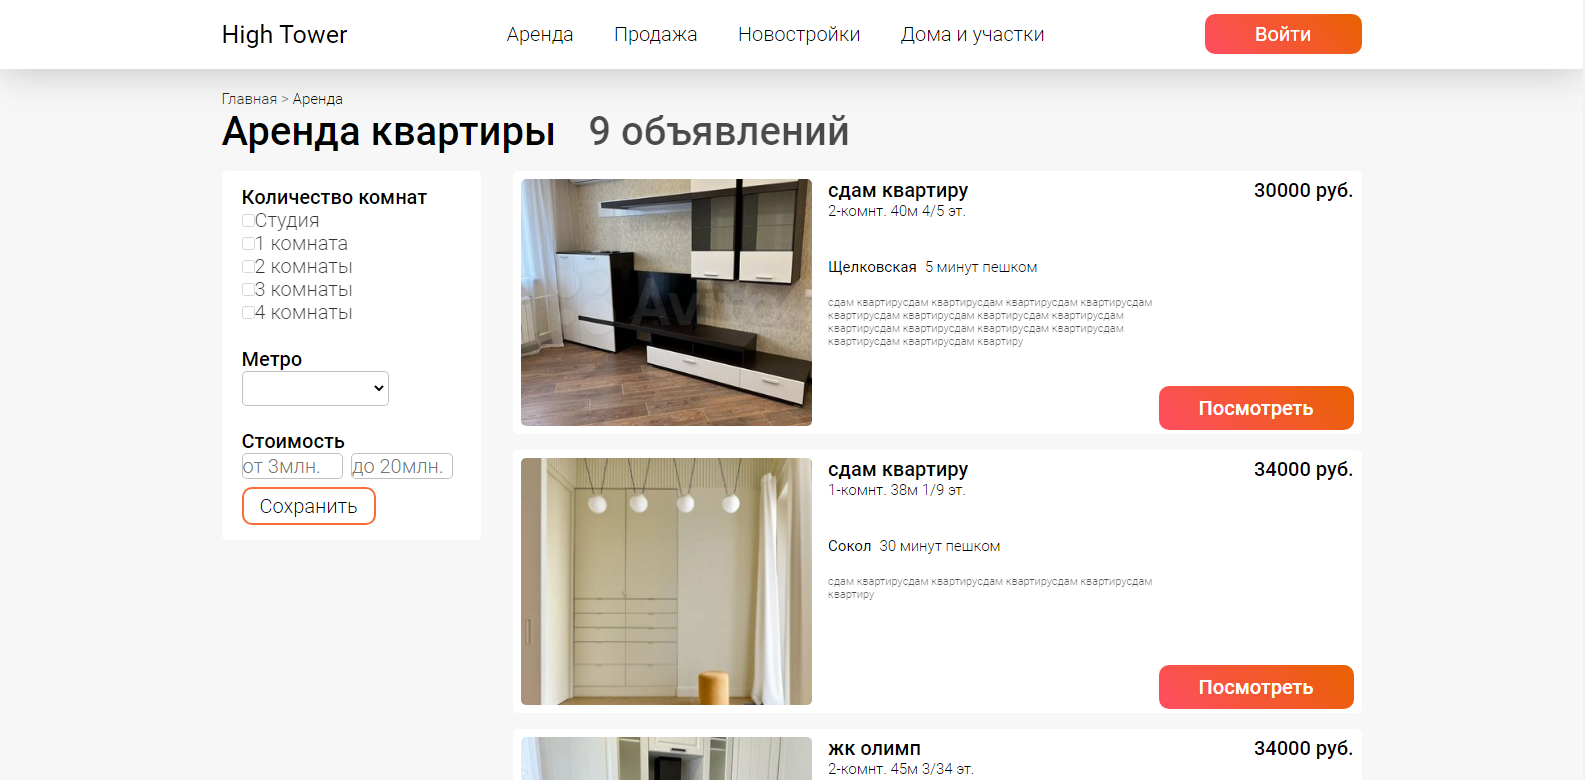 High Tower
Аренда
Продажа
Новостройки
Дома и участки
Войти
Главная > Аренда
Аренда квартиры 9 объявлений
Количество комнат
Студия
1 комната
2 комнаты
3 комнаты
4 комнаты
Метро
Стоимость
от 3млн.
до 20млн.
Сохранить
сдам квартиру
30000 руб.
2-комнт. 40м 4/5 эт.
Щелковская 5 минут пешком
сдам квартирусдам квартирусдам квартирусдам квартирусдам
квартирусдам квартирусдам квартирусдам квартирусдам
квартирусдам квартирусдам квартирусдам квартирусдам
квартирусдам квартирусдам квартиру
Посмотреть
сдам квартиру
34000 руб.
1-комнт. 38м 1/9 эт.
Сокол 30 минут пешком
сдам квартирусдам квартирусдам квартирусдам квартирусдам
квартиру
Посмотреть
жк олимп
34000 руб.
2-комнт. 45м 3/34 эт.